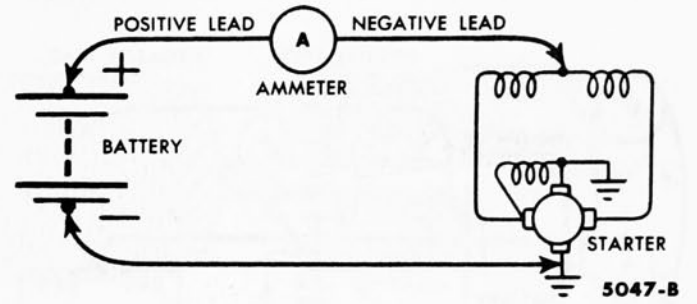 POSITIVE LEAD
NEGATIVE LEAD
A
AMMETER
+
BATTERY
−
STARTER
5047-B